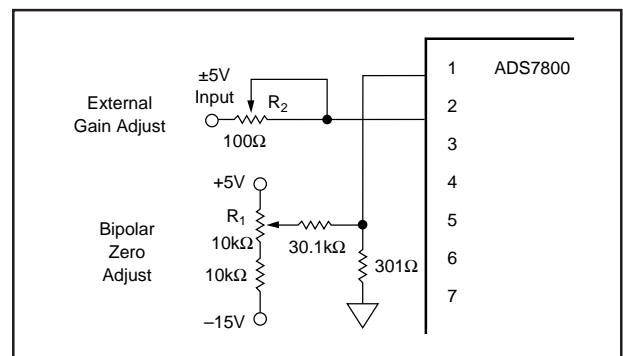 ±5V
Input
R2
External
Gain Adjust
100Ω
+5V
R1
10kΩ
30.1kΩ
301Ω
Bipolar
Zero
Adjust
10kΩ
–15V
1
ADS7800
2
3
4
5
6
7